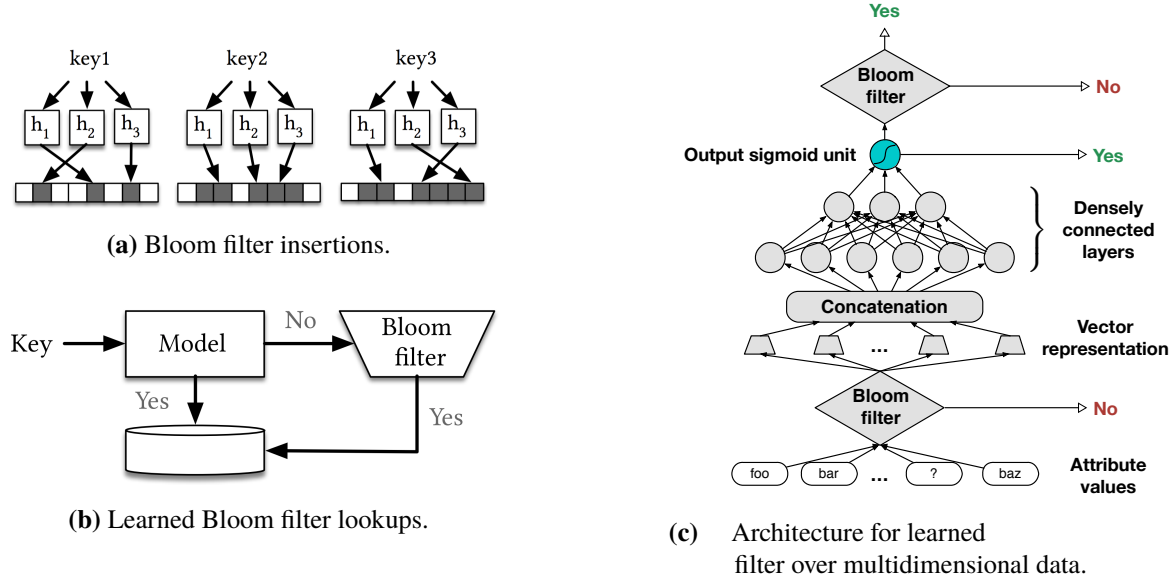 key1
key2
key3
h1 h2 h3
h1 h2 h3
h1 h2 h3
(a) Bloom filter insertions.
Key
Model
No
Bloom
filter
Yes
Yes
(b) Learned Bloom filter lookups.
Yes
Bloom
filter
No
Output sigmoid unit
Yes
Densely
connected
layers
Concatenation
...
Vector
representation
Bloom
filter
No
foo
bar
...
?
baz
Attribute
values
(c) Architecture for learned
filter over multidimensional data.